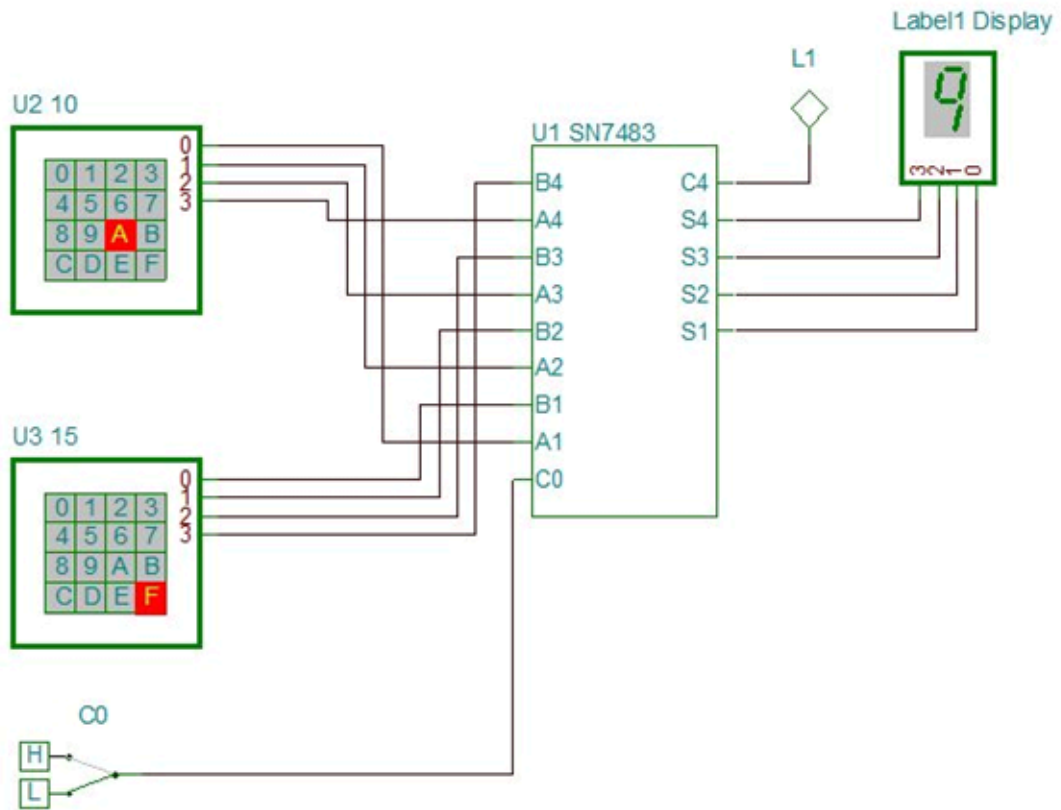 Label1 Display
L1
9
3 2 1 0
U2 10
0
1
2
3
0 1 2 3
4 5 6 7
8 9 A B
C D E F
U1 SN7483
B4 C4
A4 S4
B3 S3
A3 S2
B2 S1
A2
B1
A1
C0
U3 15
0
1
2
3
0 1 2 3
4 5 6 7
8 9 A B
C D E F
C0
H
L